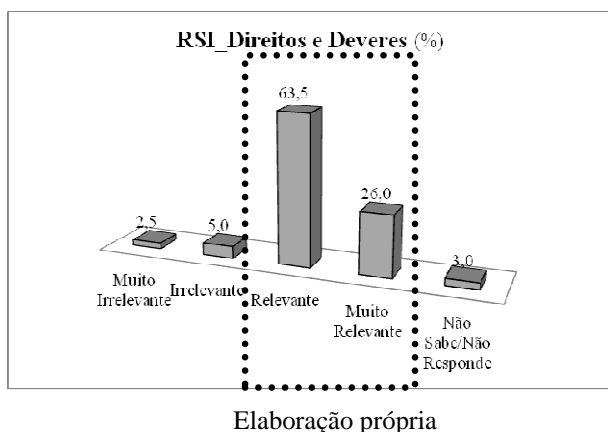 RSI_Direitos e Deveres (%)
63,5
26,0
2,5
5,0
3,0
Muito
Irrelevante
Irrelevante
Relevante
Muito
Relevante
Não
Sabe/Não
Responde
Elaboração própria